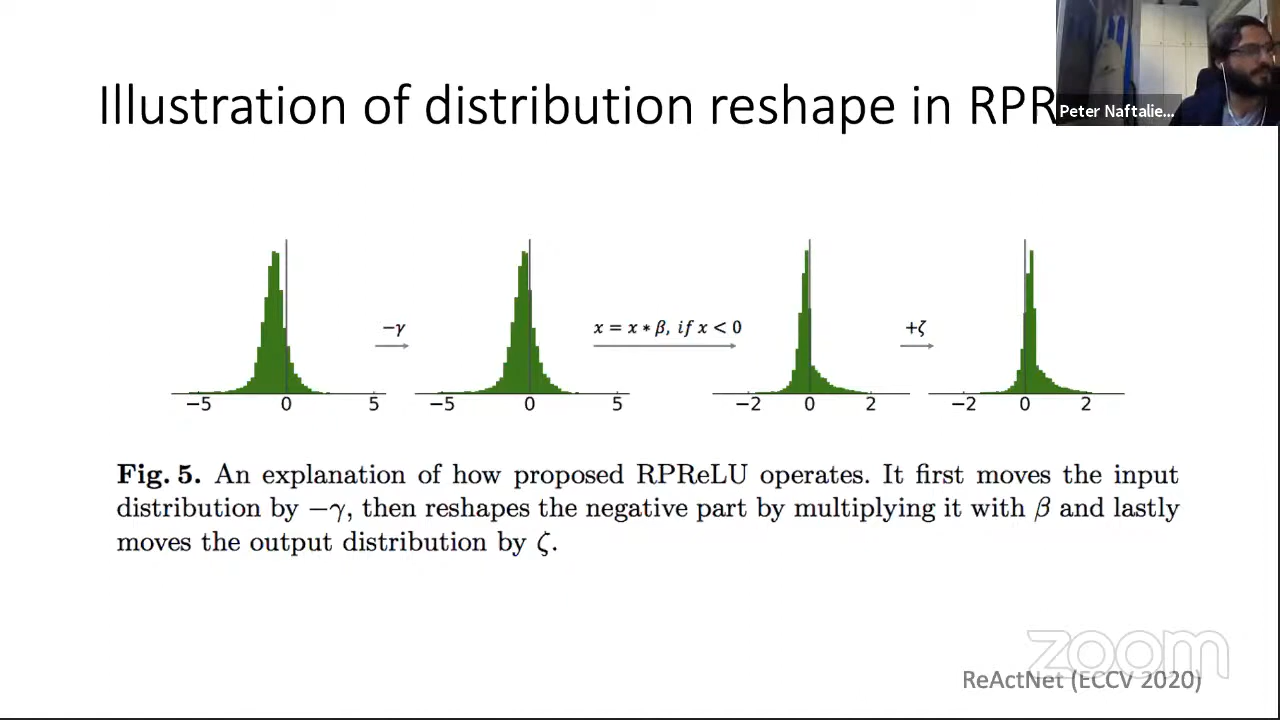 Illustration of distribution reshape in RPR
Peter Naftalie...
−γ
x = x ∗ β, if x < 0
+ζ
−5 0 5
−5 0 5
−2 0 2
−2 0 2
Fig. 5. An explanation of how proposed RPReLU operates. It first moves the input
distribution by −γ, then reshapes the negative part by multiplying it with β and lastly
moves the output distribution by ζ.
zoom
ReActNet (ECCV 2020)